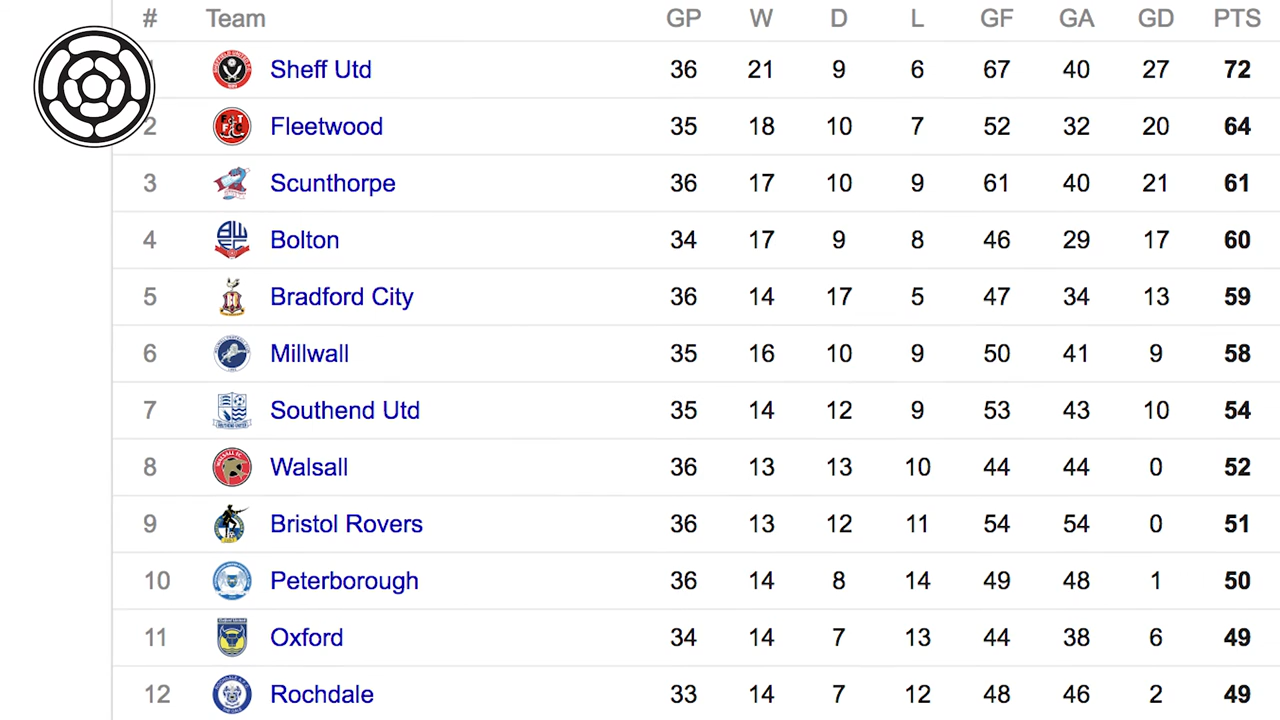 # Team GP W D L GF GA GD PTS
Sheff Utd 36 21 9 6 67 40 27 72
2 Fleetwood 35 18 10 7 52 32 20 64
3 Scunthorpe 36 17 10 9 61 40 21 61
4 Bolton 34 17 9 8 46 29 17 60
5 Bradford City 36 14 17 5 47 34 13 59
6 Millwall 35 16 10 9 50 41 9 58
7 Southend Utd 35 14 12 9 53 43 10 54
8 Walsall 36 13 13 10 44 44 0 52
9 Bristol Rovers 36 13 12 11 54 54 0 51
10 Peterborough 36 14 8 14 49 48 1 50
11 Oxford 34 14 7 13 44 38 6 49
12 Rochdale 33 14 7 12 48 46 2 49